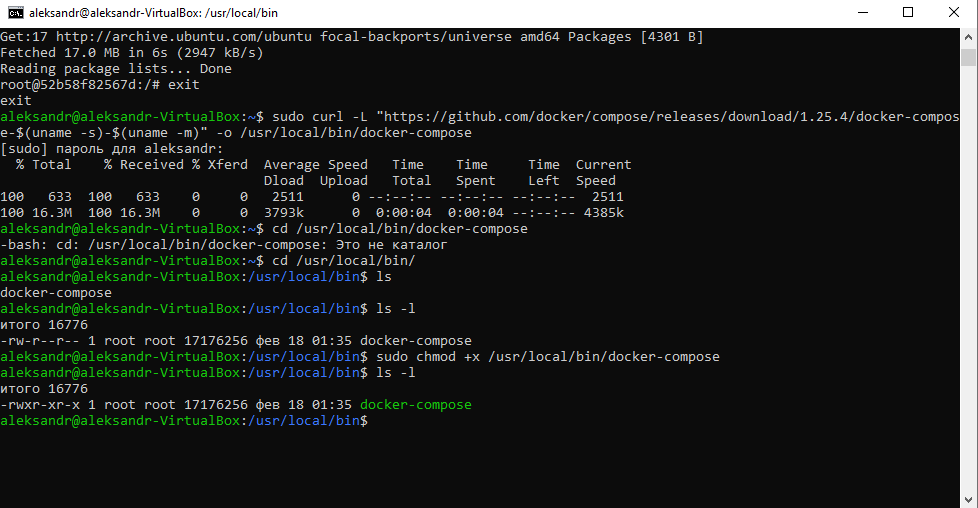 aleksandr@aleksandr-VirtualBox: /usr/local/bin
Get:17 http://archive.ubuntu.com/ubuntu focal-backports/universe amd64 Packages [4301 B]
Fetched 17.0 MB in 6s (2947 kB/s)
Reading package lists... Done
root@52b58f82567d:/# exit
exit
aleksandr@aleksandr-VirtualBox:~$ sudo curl -L "https://github.com/docker/compose/releases/download/1.25.4/docker-compos
e-$(uname -s)-$(uname -m)" -o /usr/local/bin/docker-compose
[sudo] пароль для aleksandr:
  % Total    % Received % Xferd  Average Speed   Time    Time     Time  Current
                                 Dload  Upload   Total   Spent    Left  Speed
100   633  100   633    0     0   2511      0 --:--:-- --:--:-- --:--:--  2511
100 16.3M  100 16.3M    0     0  3793k      0  0:00:04  0:00:04 --:--:-- 4385k
aleksandr@aleksandr-VirtualBox:~$ cd /usr/local/bin/docker-compose
-bash: cd: /usr/local/bin/docker-compose: Это не каталог
aleksandr@aleksandr-VirtualBox:~$ cd /usr/local/bin/
aleksandr@aleksandr-VirtualBox:/usr/local/bin$ ls
docker-compose
aleksandr@aleksandr-VirtualBox:/usr/local/bin$ ls -l
итого 16776
-rw-r--r-- 1 root root 17176256 фев 18 01:35 docker-compose
aleksandr@aleksandr-VirtualBox:/usr/local/bin$ sudo chmod +x /usr/local/bin/docker-compose
aleksandr@aleksandr-VirtualBox:/usr/local/bin$ ls -l
итого 16776
-rwxr-xr-x 1 root root 17176256 фев 18 01:35 docker-compose
aleksandr@aleksandr-VirtualBox:/usr/local/bin$